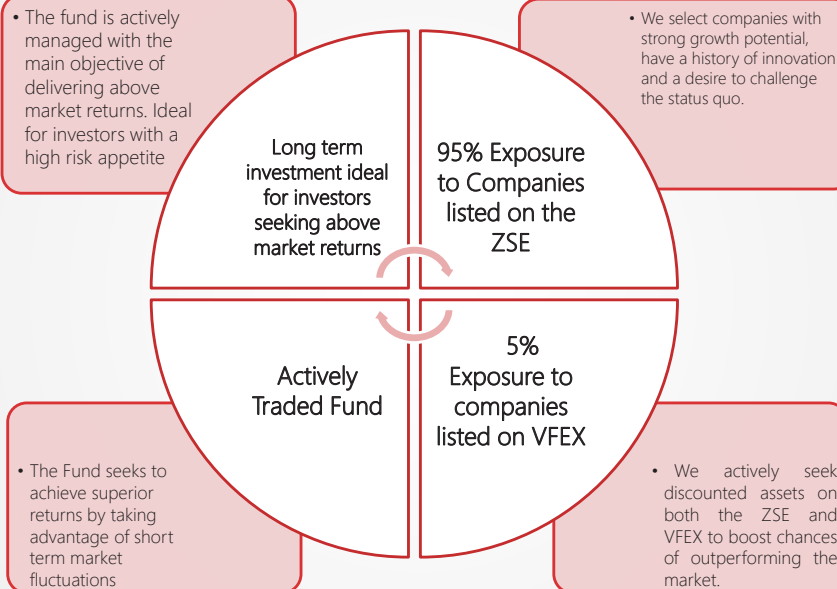 • The fund is actively
managed with the
main objective of
delivering above
market returns. Ideal
for investors with a
high risk appetite
• We select companies with
strong growth potential,
have a history of innovation
and a desire to challenge
the status quo.
Long term
investment ideal
for investors
seeking above
market returns
95% Exposure
to Companies
listed on the
ZSE
Actively
Traded Fund
5%
Exposure to
companies
listed on VFEX
• The Fund seeks to
achieve superior
returns by taking
advantage of short
term market
fluctuations
• We actively seek
discounted assets on
both the ZSE and
VFEX to boost chances
of outperforming the
market.